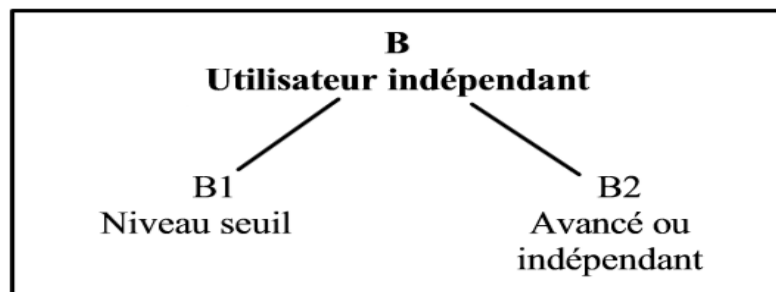 B
Utilisateur indépendant
B1
Niveau seuil
B2
Avancé ou
indépendant